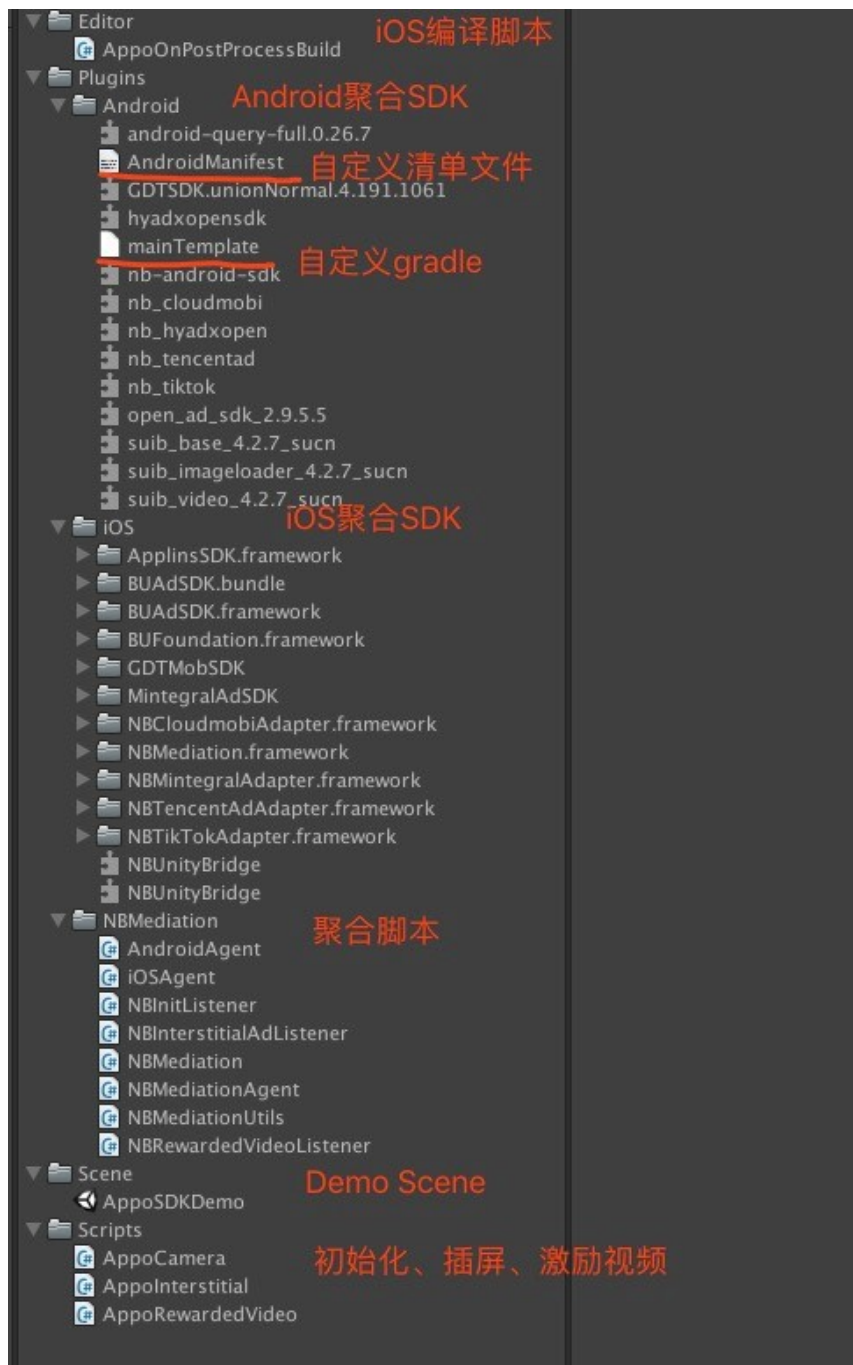 Editor
iOS编译脚本
AppoOnPostProcessBuild
Plugins
Android聚合SDK
Android
android-query-full.0.26.7
AndroidManifest
自定义清单文件
GDTSDK.unionNormal.4.191.1061
hyadxopensdk
mainTemplate
自定义gradle
nb-android-sdk
nb_cloudmobi
nb_hyadxopen
nb_tencentad
nb_tiktok
open_ad_sdk_2.9.5.5
suib_base_4.2.7_sucn
suib_imageloader_4.2.7_sucn
suib_video_4.2.7_sucn
iOS聚合SDK
iOS
ApplinsSDK.framework
BUAdSDK.bundle
BUAdSDK.framework
BUFoundation.framework
GDTMobSDK
MintegralAdSDK
NBCloudmobiAdapter.framework
NBMediation.framework
NBMintegralAdapter.framework
NBTencentAdAdapter.framework
NBTikTokAdapter.framework
NBUnityBridge
NBUnityBridge
NBMediation
聚合脚本
AndroidAgent
iOSAgent
NBInitListener
NBInterstitialAdListener
NBMediation
NBMediationAgent
NBMediationUtils
NBRewardedVideoListener
Scene
Demo Scene
AppoSDKDemo
Scripts
AppoCamera
初始化、插屏、激励视频
AppoInterstitial
AppoRewardedVideo